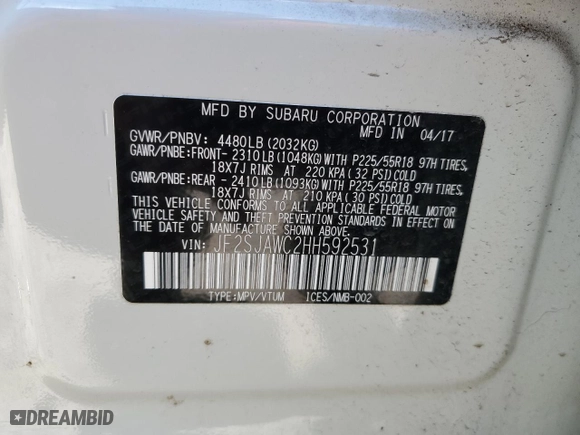 MFD BY SUBARU CORPORATION
MFD IN 04/17
GVWR/PNBV: 4480LB(2032KG)
GAWR/PNBE:FRONT- 2310LB(1048KG)WITH P225/55R18 97H TIRES,
18X7J RIMS AT 220 KPA(32 PSI)COLD
GAWR/PNBE:REAR - 2410LB(1093KG)WITH P225/55R18 97H TIRES,
18X7J RIMS AT 210 KPA(30 PSI)COLD
THIS VEHICLE CONFORMS TO ALL APPLICABLE FEDERAL MOTOR
VEHICLE SAFETY AND THEFT PREVENTION STANDARDS IN EFFECT ON
THE DATE OF MANUFACTURE SHOWN ABOVE.
VIN: JF2SJAWC2HH592531
TYPE:MPV/VTUM ICES/NMB-002
DREAMBID